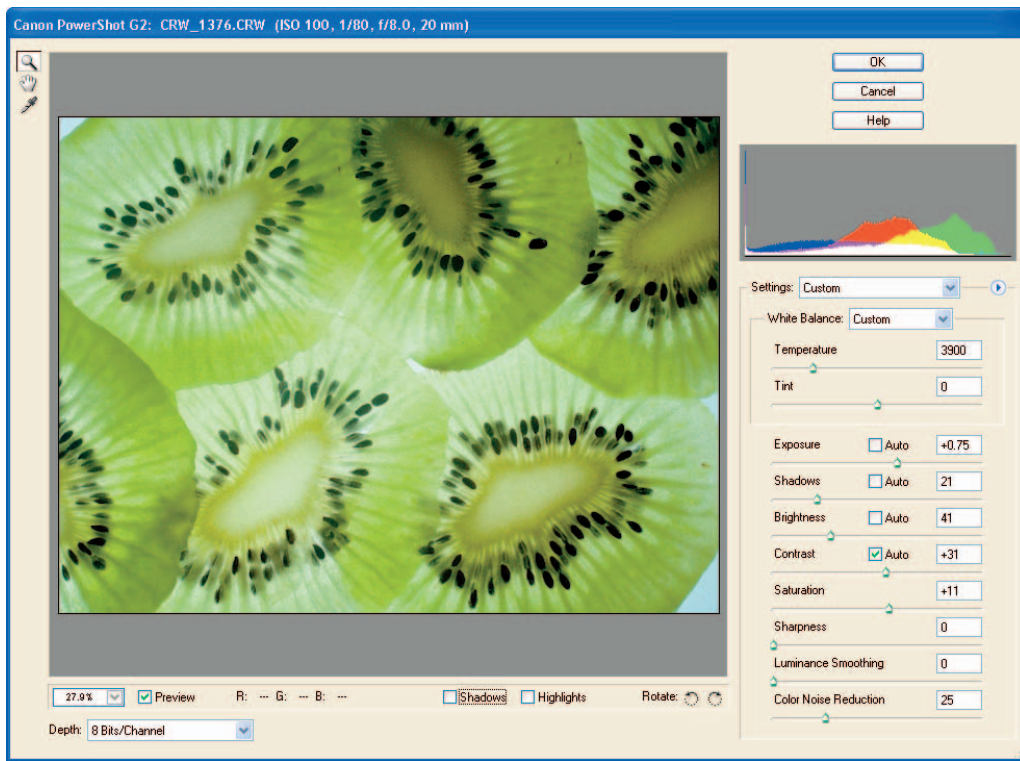 Canon PowerShot G2: CRW_1376.CRW (ISO 100, 1/80, f/8.0, 20 mm)
OK
Cancel
Help
Settings: Custom
White Balance: Custom
Temperature 3900
Tint 0
Exposure Auto +0.75
Shadows Auto 21
Brightness Auto 41
Contrast Auto +31
Saturation +11
Sharpness 0
Luminance Smoothing 0
Color Noise Reduction 25
27.9% Preview R: --- G: --- B: --- Shadows Highlights Rotate:
Depth: 8 Bits/Channel